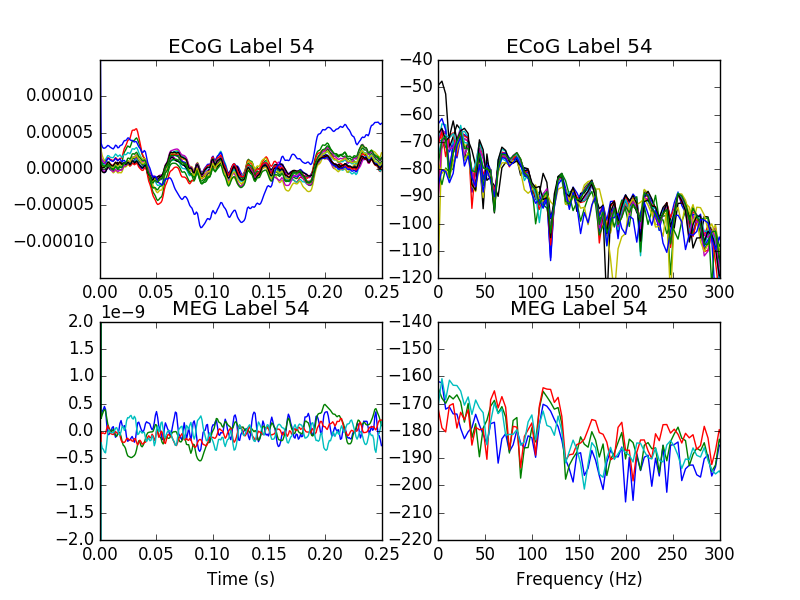 ECoG Label 54
ECoG Label 54
0.00010
0.00005
0.00000
−0.00005
−0.00010
0.00 0.05 0.10 0.15 0.20 0.25
−40
−50
−60
−70
−80
−90
−100
−110
−120
0 50 100 150 200 250 300
1e−9
MEG Label 54
MEG Label 54
2.0
1.5
1.0
0.5
0.0
−0.5
−1.0
−1.5
−2.0
0.00 0.05 0.10 0.15 0.20 0.25
Time (s)
−140
−150
−160
−170
−180
−190
−200
−210
−220
0 50 100 150 200 250 300
Frequency (Hz)